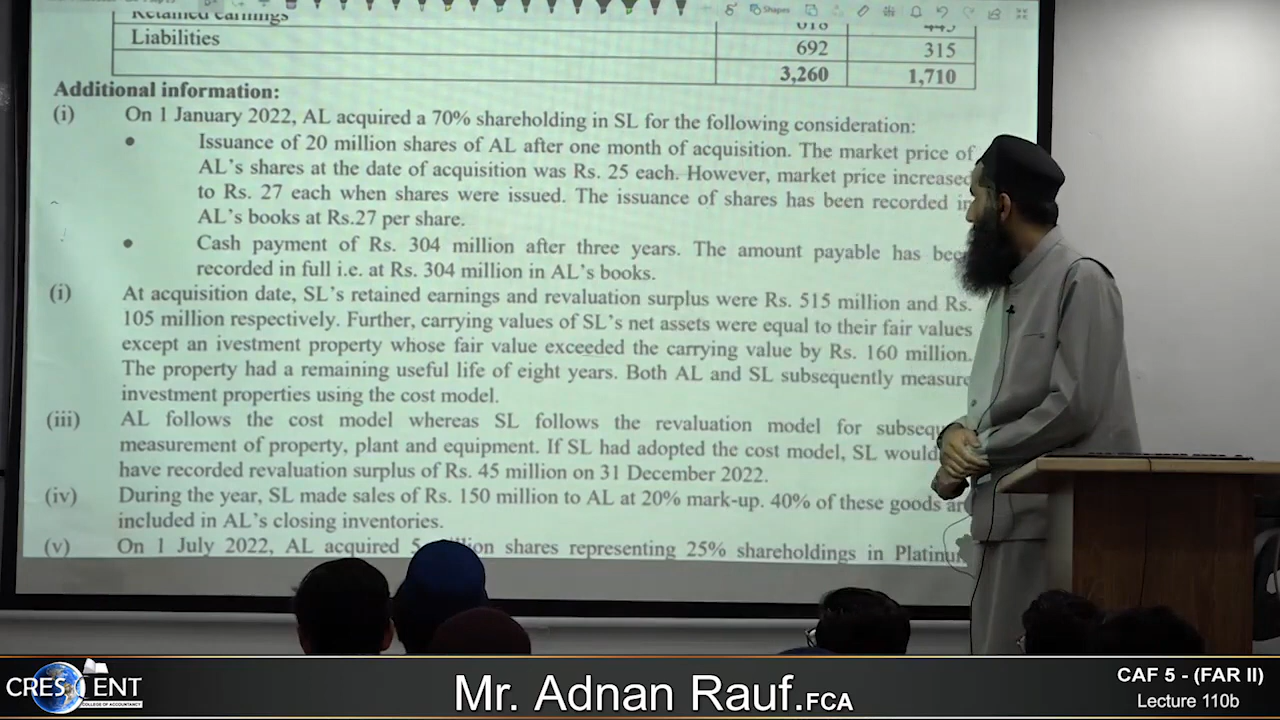 Shapes
Retained earnings
Liabilities 692 315
3,260 1,710
Additional information:
(i) On 1 January 2022, AL acquired a 70% shareholding in SL for the following consideration:
• Issuance of 20 million shares of AL after one month of acquisition. The market price of
AL's shares at the date of acquisition was Rs. 25 each. However, market price increased
to Rs. 27 each when shares were issued. The issuance of shares has been recorded in
AL's books at Rs.27 per share.
• Cash payment of Rs. 304 million after three years. The amount payable has
recorded in full i.e. at Rs. 304 million in AL's books.
(i) At acquisition date, SL's retained earnings and revaluation surplus were Rs. 515 million and Rs.
105 million respectively. Further, carrying values of SL's net assets were equal to their fair values
except an ivestment property whose fair value exceeded the carrying value by Rs. 160 million.
The property had a remaining useful life of eight years. Both AL and SL subsequently measure
investment properties using the cost model.
(iii) AL follows the cost model whereas SL follows the revaluation model for
measurement of property, plant and equipment. If SL had adopted the cost model, SL would
have recorded revaluation surplus of Rs. 45 million on 31 December 2022.
(iv) During the year, SL made sales of Rs. 150 million to AL at 20% mark-up. 40% of these goods
included in AL's closing inventories.
(v) On 1 July 2022, AL acquired shares representing 25% shareholdings in
CRESCENT
COLLEGE OF ACCOUNTANCY
Mr. Adnan Rauf.FCA
CAF 5 - (FAR II)
Lecture 110b